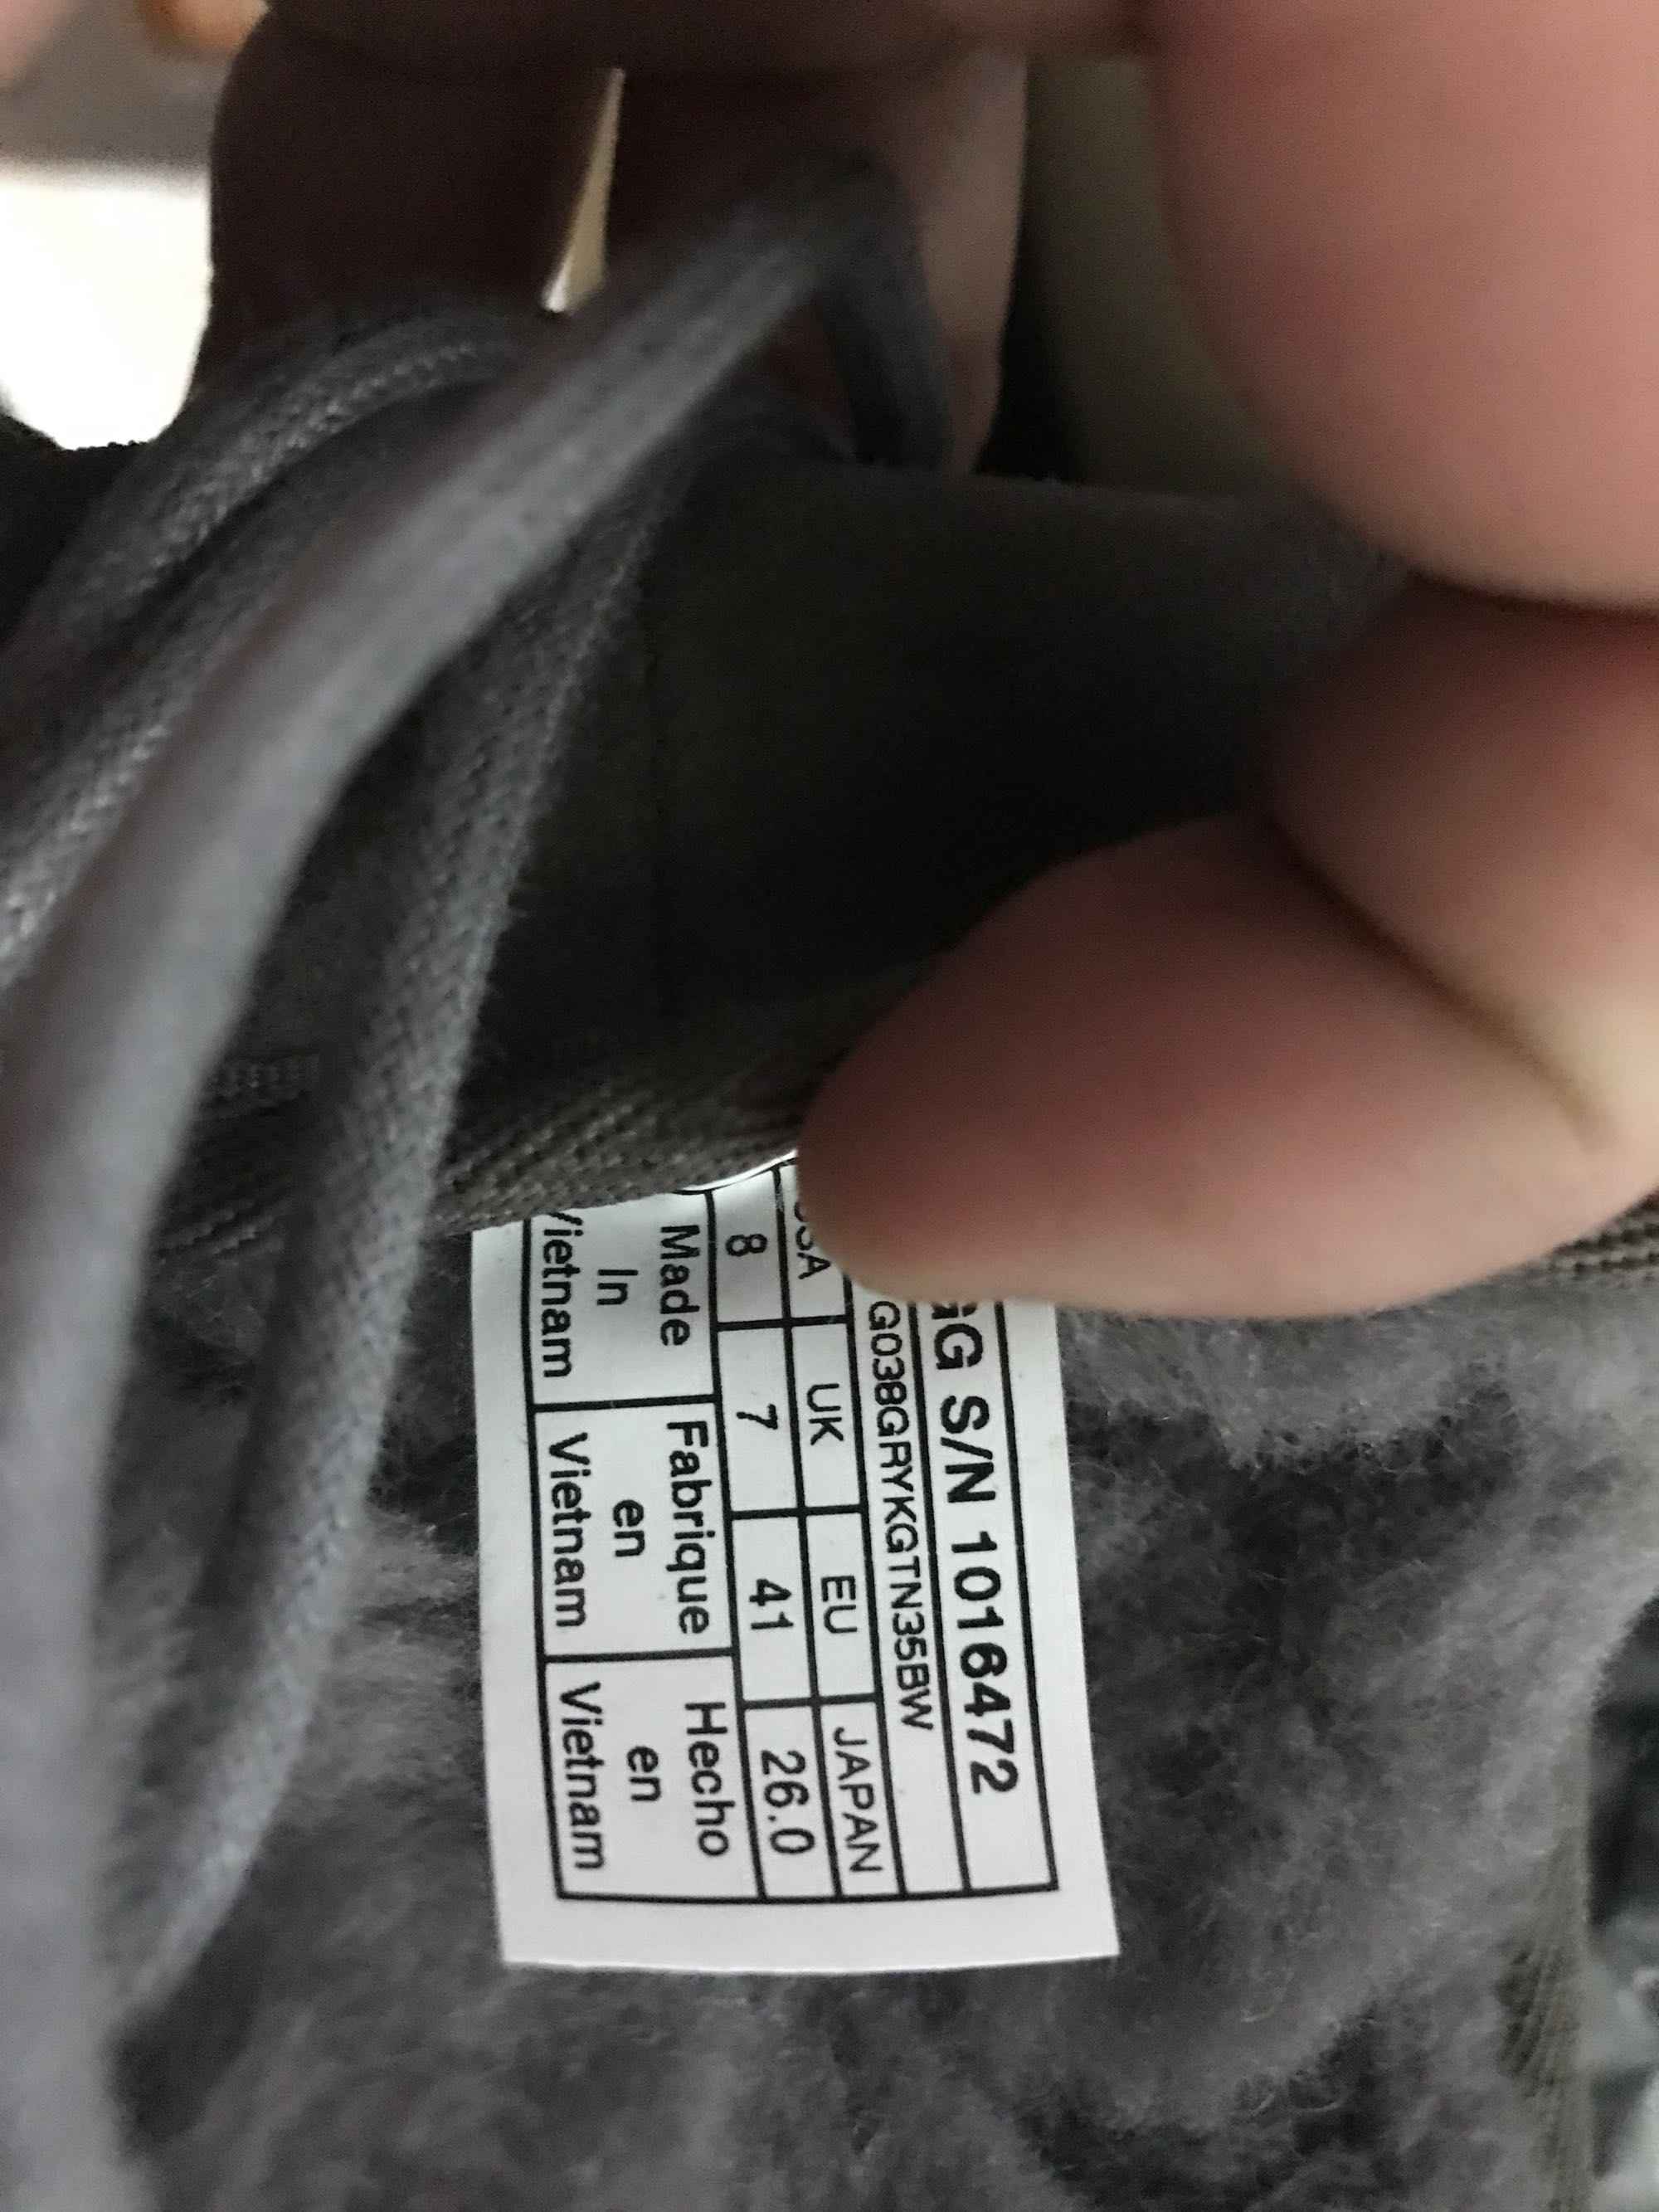 GG S/N 1016472
G038GRYKGTN35BW
USA UK EU JAPAN
8 7 41 26.0
Made Fabrique Hecho
In en en
Vietnam Vietnam Vietnam